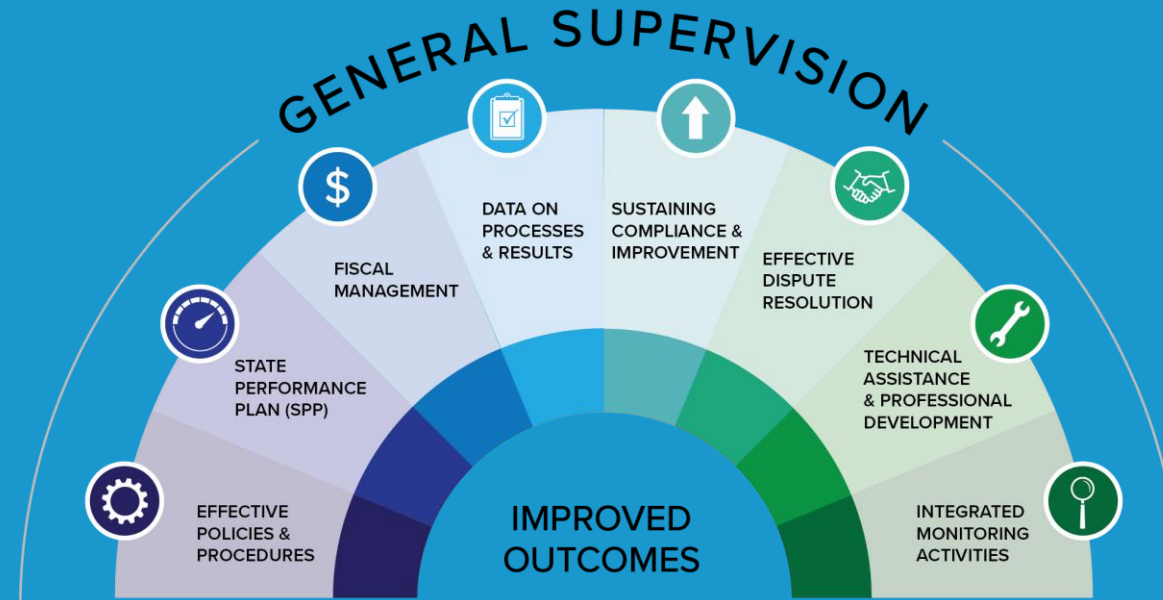 GENERAL SUPERVISION
EFFECTIVE
POLICIES &
PROCEDURES
STATE
PERFORMANCE
PLAN (SPP)
FISCAL
MANAGEMENT
DATA ON
PROCESSES
& RESULTS
SUSTAINING
COMPLIANCE &
IMPROVEMENT
EFFECTIVE
DISPUTE
RESOLUTION
TECHNICAL
ASSISTANCE
& PROFESSIONAL
DEVELOPMENT
INTEGRATED
MONITORING
ACTIVITIES
IMPROVED
OUTCOMES